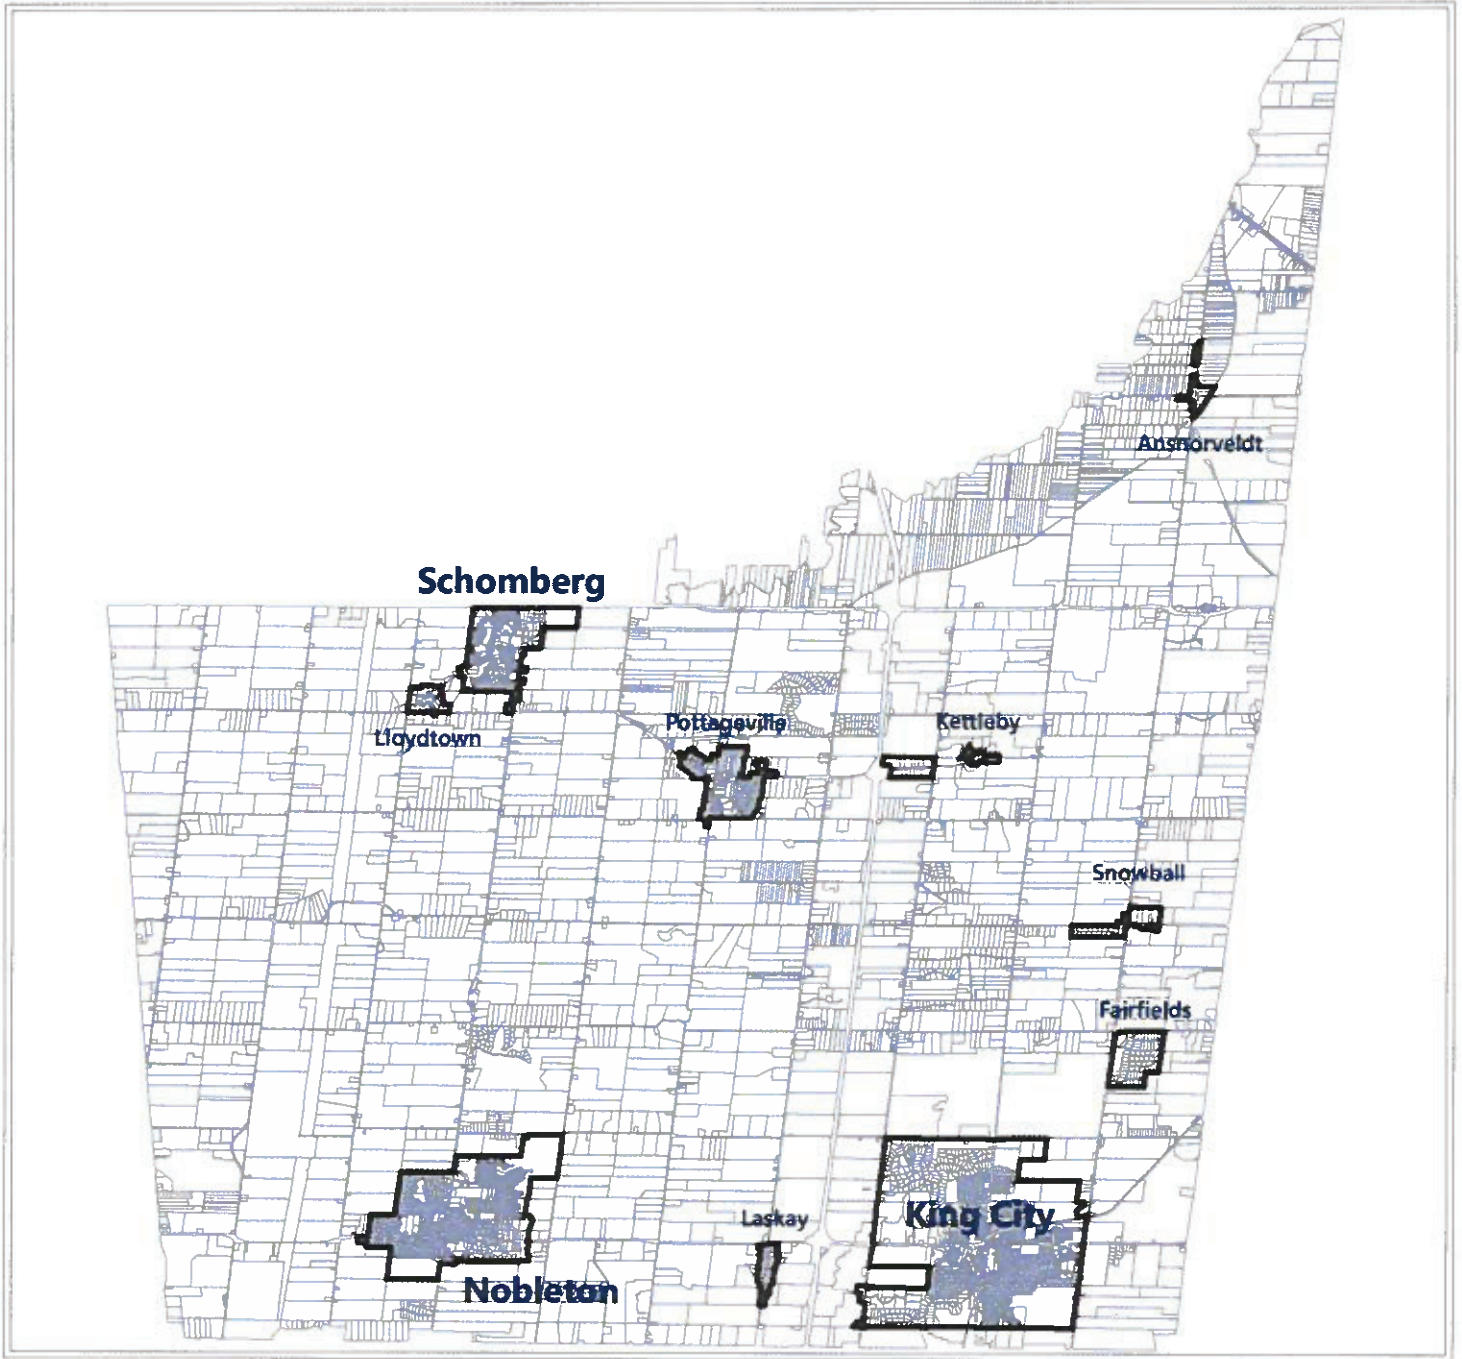 Ansnorveldt
Schomberg
Lloydtown
Pottageville
Kettleby
Snowball
Fairfields
King City
Laskay
Nobleton